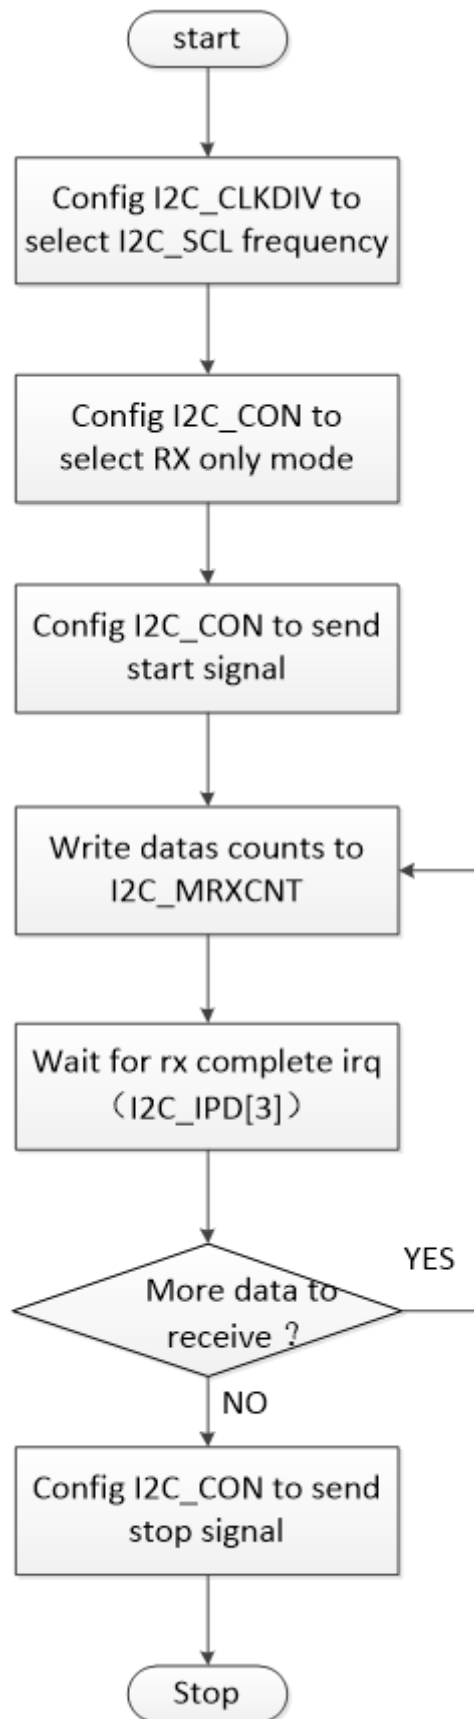 start
Config I2C_CLKDIV to
select I2C_SCL frequency
Config I2C_CON to
select RX only mode
Config I2C_CON to send
start signal
Write datas counts to
I2C_MRXCNT
Wait for rx complete irq
（I2C_IPD[3]）
YES
More data to
receive？
NO
Config I2C_CON to send
stop signal
Stop